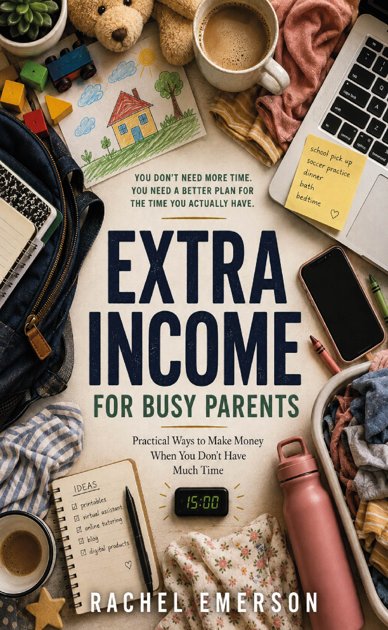 YOU DON'T NEED MORE TIME.
YOU NEED A BETTER PLAN FOR
THE TIME YOU ACTUALLY HAVE.
EXTRA
INCOME
FOR BUSY PARENTS
Practical Ways to Make Money
When You Don't Have
Much Time
15:00
school pick up
soccer practice
dinner
bath
bedtime
IDEAS
printables
virtual assistant
online tutoring
blog
digital products
RACHEL EMERSON